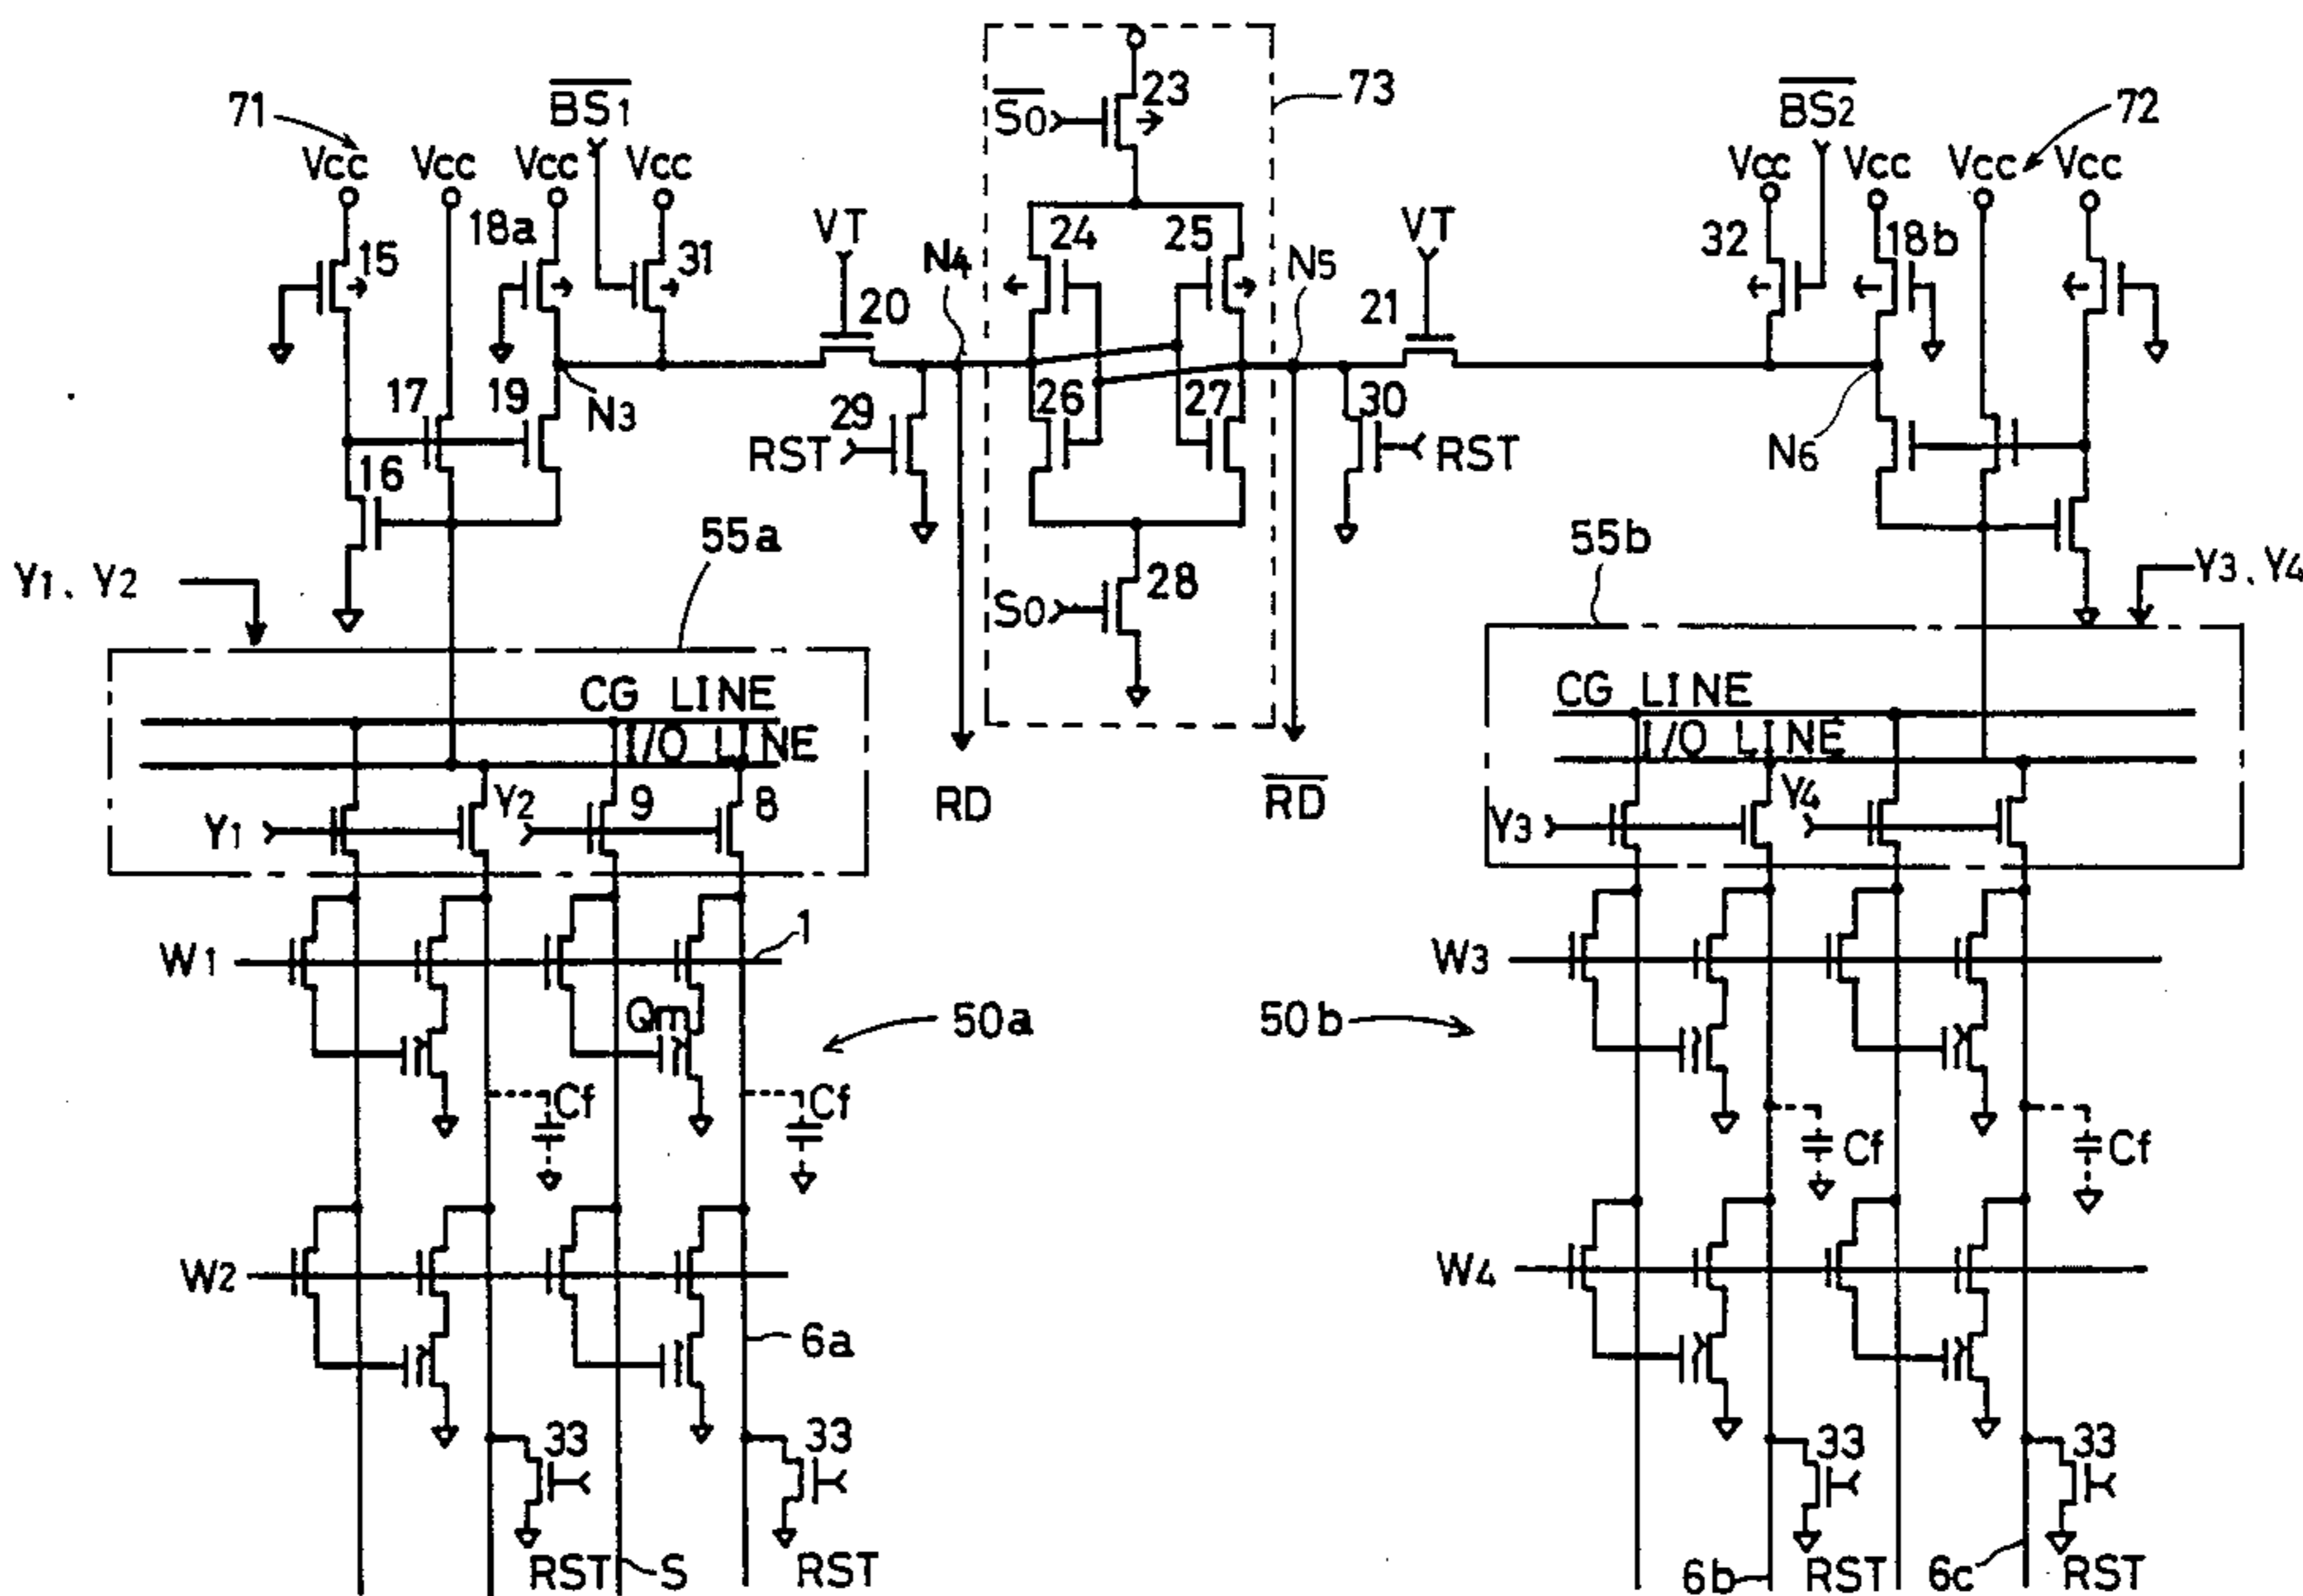 71
BS1
Vcc
Vcc
Vcc
Vcc
18a
15
31
17
19
N3
16
VT
20
N4
29
RST
S0
23
73
24
25
26
27
S0
28
N5
VT
21
30
RST
BS2
72
Vcc
Vcc
Vcc
Vcc
32
18b
N6
RD
RD
Y1, Y2
55a
CG LINE
I/O LINE
Y1
Y2
9
8
W1
1
Qm
50a
Cf
Cf
W2
6a
33
33
RST
S
RST
55b
Y3, Y4
CG LINE
I/O LINE
Y3
Y4
W3
50b
Cf
Cf
W4
33
33
6b
RST
6c
RST